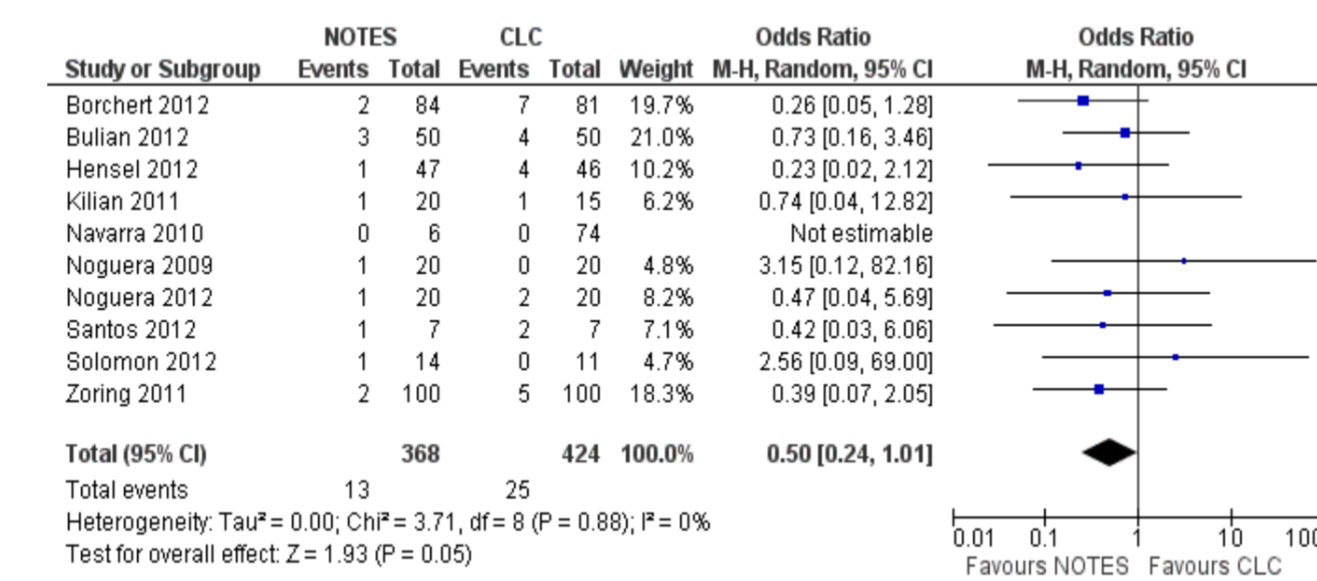 NOTES CLC Odds Ratio Odds Ratio
Study or Subgroup Events Total Events Total Weight M-H, Random, 95% CI M-H, Random, 95% CI
Borchert 2012 2 84 7 81 19.7% 0.26 [0.05, 1.28]
Bulian 2012 3 50 4 50 21.0% 0.73 [0.16, 3.46]
Hensel 2012 1 47 4 46 10.2% 0.23 [0.02, 2.12]
Kilian 2011 1 20 1 15 6.2% 0.74 [0.04, 12.82]
Navarra 2010 0 6 0 74 Not estimable
Noguera 2009 1 20 0 20 4.8% 3.15 [0.12, 82.16]
Noguera 2012 1 20 2 20 8.2% 0.47 [0.04, 5.69]
Santos 2012 1 7 2 7 7.1% 0.42 [0.03, 6.06]
Solomon 2012 1 14 0 11 4.7% 2.56 [0.09, 69.00]
Zoring 2011 2 100 5 100 18.3% 0.39 [0.07, 2.05]
Total (95% CI) 368 424 100.0% 0.50 [0.24, 1.01]
Total events 13 25
Heterogeneity: Tau² = 0.00; Chi² = 3.71, df = 8 (P = 0.88); I² = 0%
Test for overall effect: Z = 1.93 (P = 0.05)
0.01 0.1 1 10 100
Favours NOTES Favours CLC